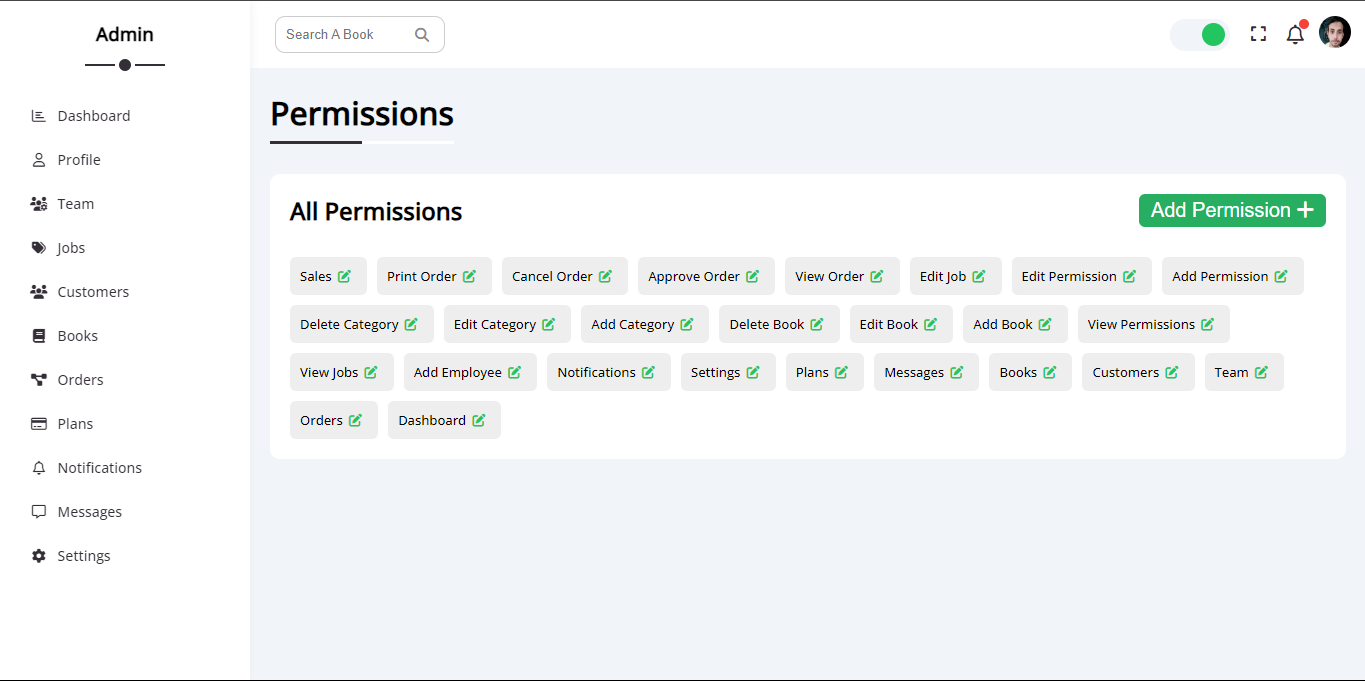 Admin
Search A Book
Dashboard
Profile
Team
Jobs
Customers
Books
Orders
Plans
Notifications
Messages
Settings
Permissions
All Permissions
Add Permission +
Sales Print Order Cancel Order Approve Order View Order Edit Job Edit Permission Add Permission
Delete Category Edit Category Add Category Delete Book Edit Book Add Book View Permissions
View Jobs Add Employee Notifications Settings Plans Messages Books Customers Team
Orders Dashboard